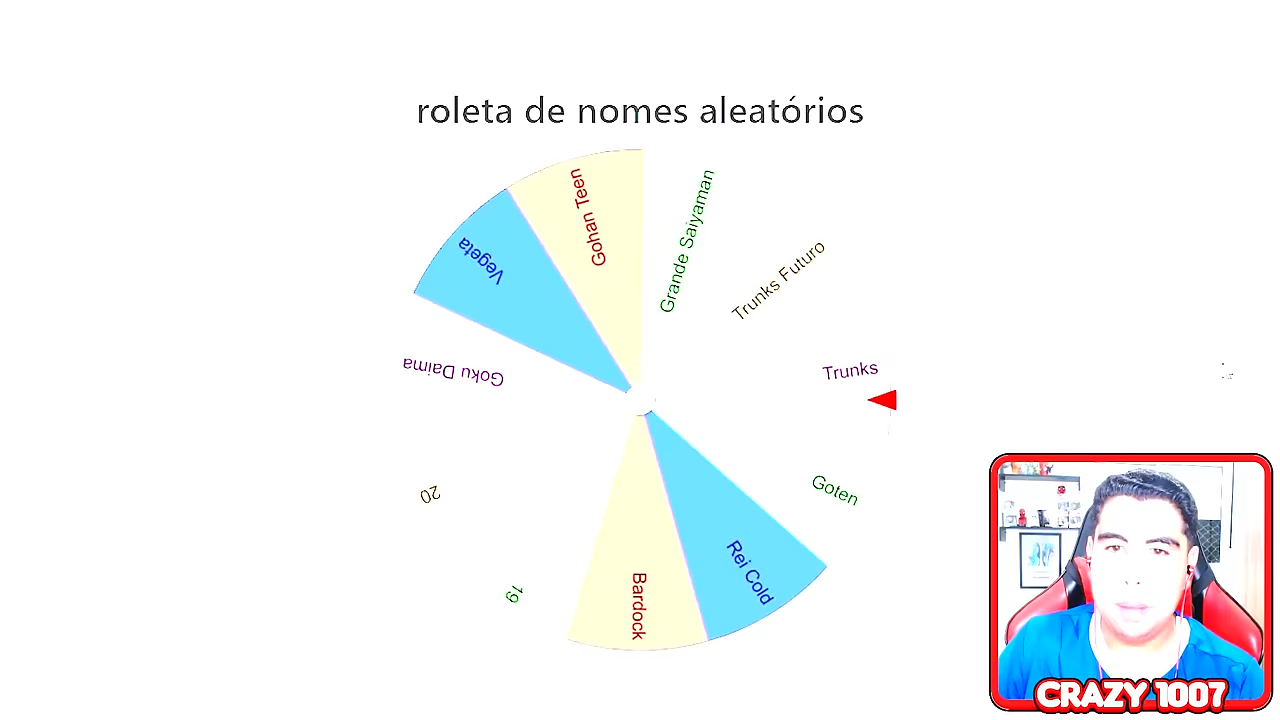 roleta de nomes aleatórios
Gohan Teen
Grande Saiyaman
Vegeta
Trunks Futuro
Goku Daima
Trunks
20
Goten
19
Bardock
Rei Cold
CRAZY 1007